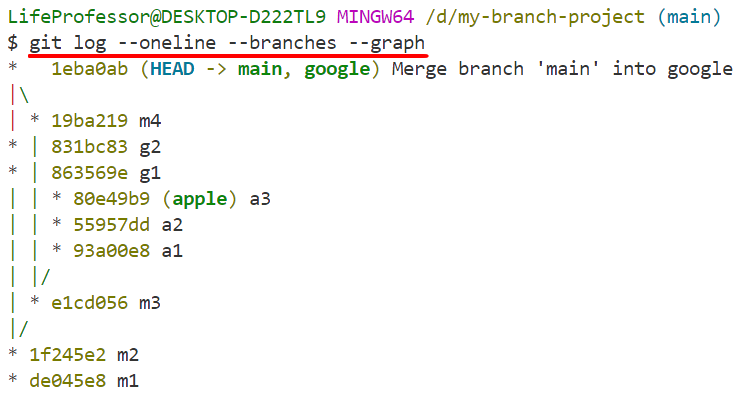 LifeProfessor@DESKTOP-D222TL9 MINGW64 /d/my-branch-project (main)
$ git log --oneline --branches --graph
*   1eba0ab (HEAD -> main, google) Merge branch 'main' into google
|\
| * 19ba219 m4
* | 831bc83 g2
* | 863569e g1
| | * 80e49b9 (apple) a3
| | * 55957dd a2
| | * 93a00e8 a1
| |/
| * e1cd056 m3
|/
* 1f245e2 m2
* de045e8 m1